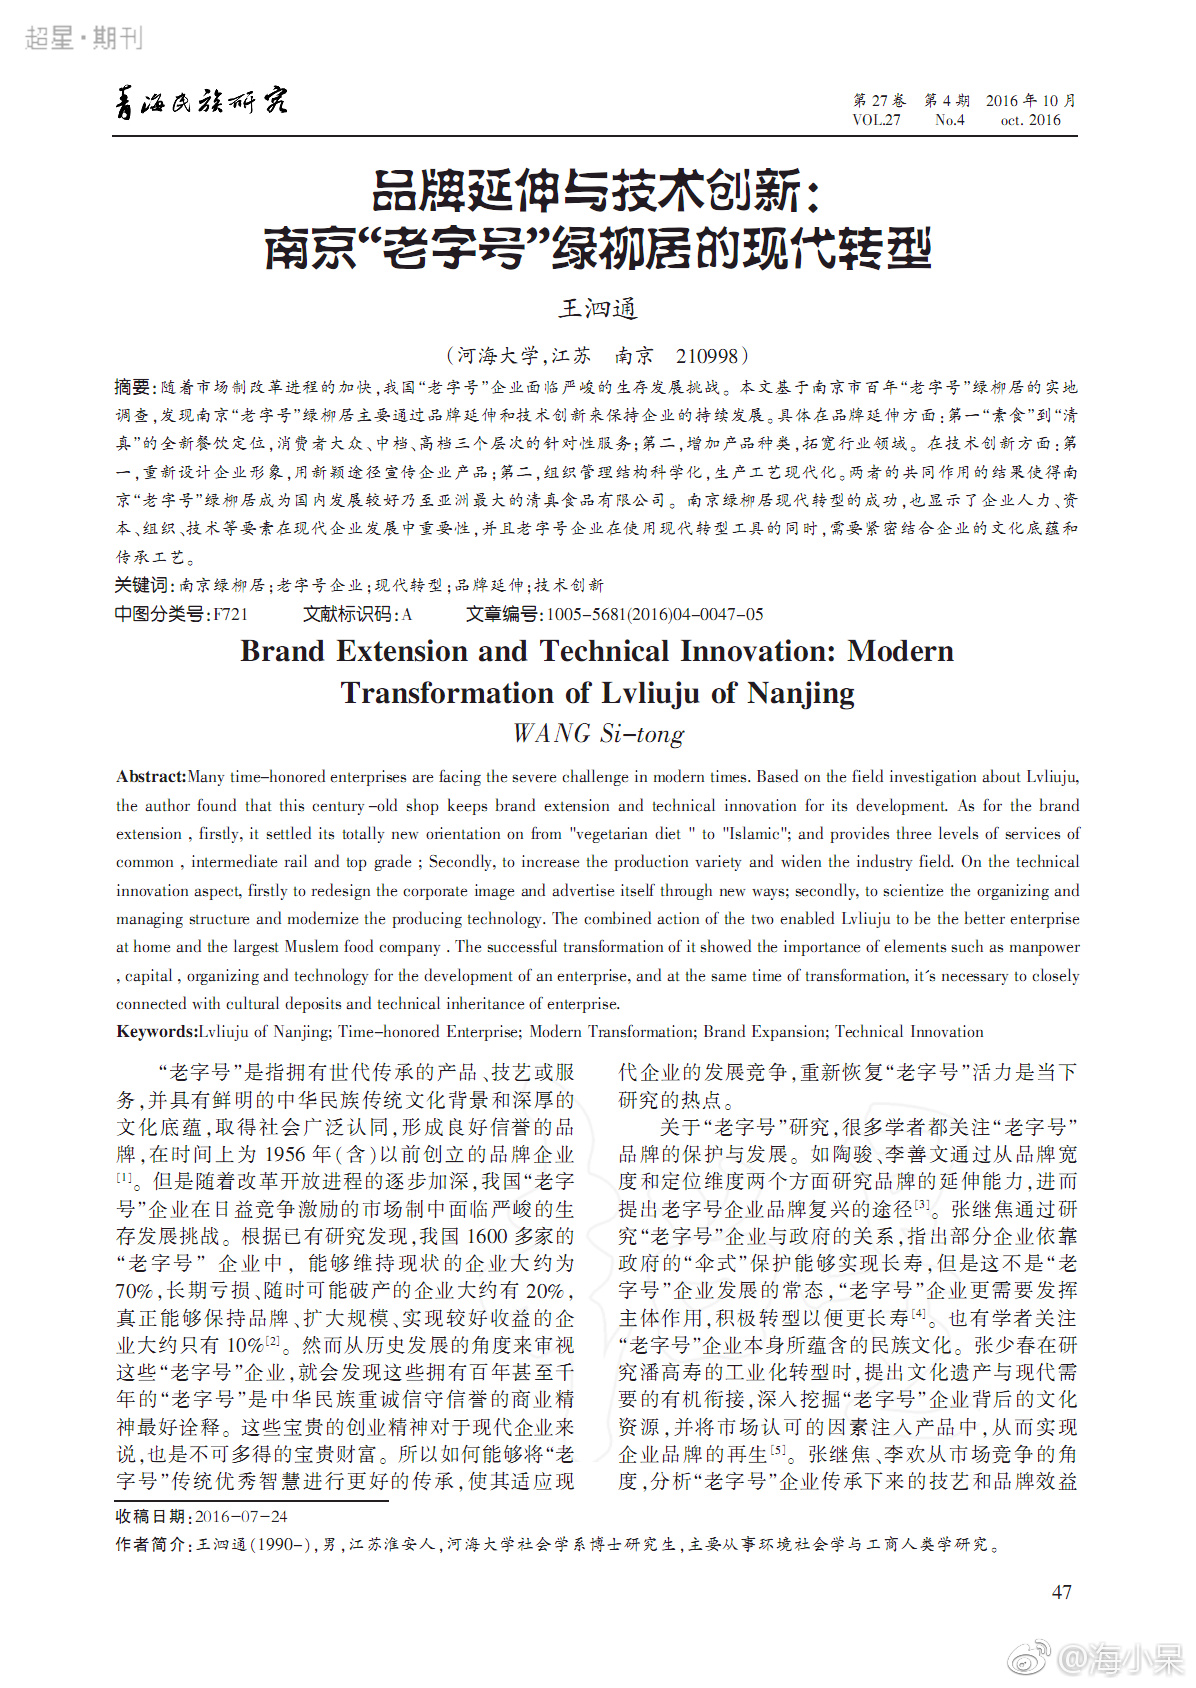 超星·期刊
青海民族研究
第27卷 第4期 2016年10月
VOL.27 No.4 oct. 2016
品牌延伸与技术创新：
南京“老字号”绿柳居的现代转型
王泗通
（河海大学，江苏 南京 210998）
摘要：随着市场制改革进程的加快，我国“老字号”企业面临严峻的生存发展挑战。本文基于南京市百年“老字号”绿柳居的实地
调查，发现南京“老字号”绿柳居主要通过品牌延伸和技术创新来保持企业的持续发展。具体在品牌延伸方面：第一“素食”到“清
真”的全新餐饮定位，消费者大众、中档、高档三个层次的针对性服务；第二，增加产品种类，拓宽行业领域。在技术创新方面：第
一，重新设计企业形象，用新颖途径宣传企业产品；第二，组织管理结构科学化，生产工艺现代化。两者的共同作用的结果使得南
京“老字号”绿柳居成为国内发展较好乃至亚洲最大的清真食品有限公司。南京绿柳居现代转型的成功，也显示了企业人力、资
本、组织、技术等要素在现代企业发展中重要性，并且老字号企业在使用现代转型工具的同时，需要紧密结合企业的文化底蕴和
传承工艺。
关键词：南京绿柳居；老字号企业；现代转型；品牌延伸；技术创新
中图分类号：F721 文献标识码：A 文章编号：1005-5681(2016)04-0047-05
Brand Extension and Technical Innovation: Modern
Transformation of Lvliuju of Nanjing
WANG Si-tong
Abstract:Many time-honored enterprises are facing the severe challenge in modern times. Based on the field investigation about Lvliuju,
the author found that this century-old shop keeps brand extension and technical innovation for its development. As for the brand
extension , firstly, it settled its totally new orientation on from "vegetarian diet " to "Islamic"; and provides three levels of services of
common , intermediate rail and top grade ; Secondly, to increase the production variety and widen the industry field. On the technical
innovation aspect, firstly to redesign the corporate image and advertise itself through new ways; secondly, to scientize the organizing and
managing structure and modernize the producing technology. The combined action of the two enabled Lvliuju to be the better enterprise
at home and the largest Muslem food company . The successful transformation of it showed the importance of elements such as manpower
, capital , organizing and technology for the development of an enterprise, and at the same time of transformation, it´s necessary to closely
connected with cultural deposits and technical inheritance of enterprise.
Keywords:Lvliuju of Nanjing; Time-honored Enterprise; Modern Transformation; Brand Expansion; Technical Innovation
“老字号”是指拥有世代传承的产品、技艺或服
务，并具有鲜明的中华民族传统文化背景和深厚的
文化底蕴，取得社会广泛认同，形成良好信誉的品
牌，在时间上为 1956 年（含）以前创立的品牌企业
[1]。但是随着改革开放进程的逐步加深，我国“老字
号”企业在日益竞争激励的市场制中面临严峻的生
存发展挑战。根据已有研究发现，我国 1600 多家的
“老字号” 企业中， 能够维持现状的企业大约为
70%，长期亏损、随时可能破产的企业大约有 20%，
真正能够保持品牌、扩大规模、实现较好收益的企
业大约只有 10%[2]。然而从历史发展的角度来审视
这些“老字号”企业，就会发现这些拥有百年甚至千
年的“老字号”是中华民族重诚信守信誉的商业精
神最好诠释。这些宝贵的创业精神对于现代企业来
说，也是不可多得的宝贵财富。所以如何能够将“老
字号”传统优秀智慧进行更好的传承，使其适应现
代企业的发展竞争，重新恢复“老字号”活力是当下
研究的热点。
关于“老字号”研究，很多学者都关注“老字号”
品牌的保护与发展。如陶骏、李善文通过从品牌宽
度和定位维度两个方面研究品牌的延伸能力，进而
提出老字号企业品牌复兴的途径[3]。张继焦通过研
究“老字号”企业与政府的关系，指出部分企业依靠
政府的“伞式”保护能够实现长寿，但是这不是“老
字号”企业发展的常态，“老字号”企业更需要发挥
主体作用，积极转型以便更长寿[4]。也有学者关注
“老字号”企业本身所蕴含的民族文化。张少春在研
究潘高寿的工业化转型时，提出文化遗产与现代需
要的有机衔接，深入挖掘“老字号”企业背后的文化
资源，并将市场认可的因素注入产品中，从而实现
企业品牌的再生[5]。张继焦、李欢从市场竞争的角
度，分析“老字号”企业传承下来的技艺和品牌效益
收稿日期：2016-07-24
作者简介：王泗通(1990-)，男，江苏淮安人，河海大学社会学系博士研究生，主要从事环境社会学与工商人类学研究。
47
@海小呆